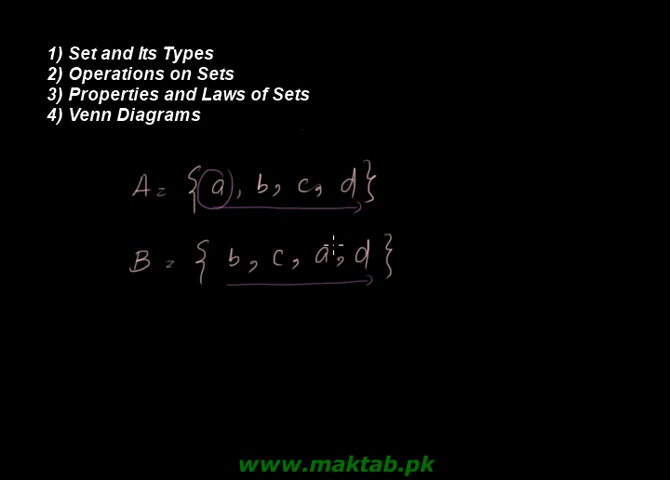 1) Set and Its Types
2) Operations on Sets
3) Properties and Laws of Sets
4) Venn Diagrams
A = {a, b, c, d}
B = { b, c, a, d }
www.maktab.pk